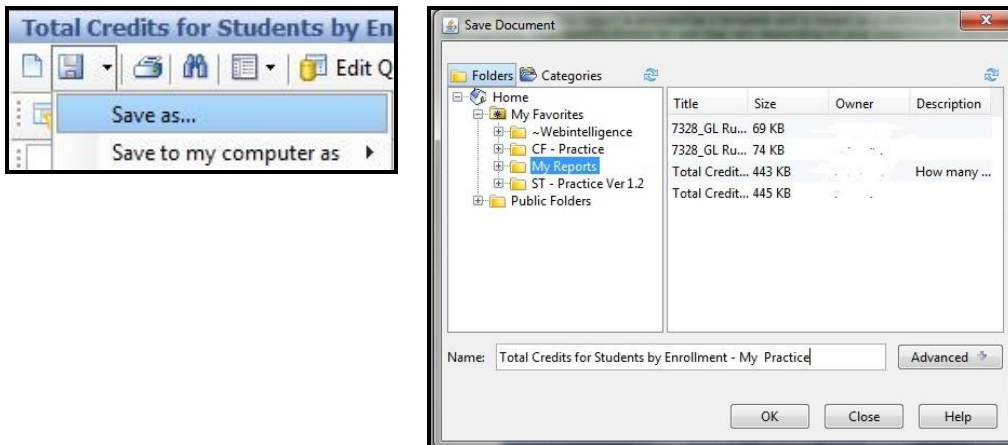 Total Credits for Students by En
Edit Q
Save as...
Save to my computer as
Save Document
Folders Categories
Home
My Favorites
~Webintelligence
CF - Practice
My Reports
ST - Practice Ver 1.2
Public Folders
Title Size Owner Description
7328_GL Ru... 69 KB
7328_GL Ru... 74 KB
Total Credit... 443 KB How many ...
Total Credit... 445 KB
Name: Total Credits for Students by Enrollment - My Practice
Advanced
OK Close Help